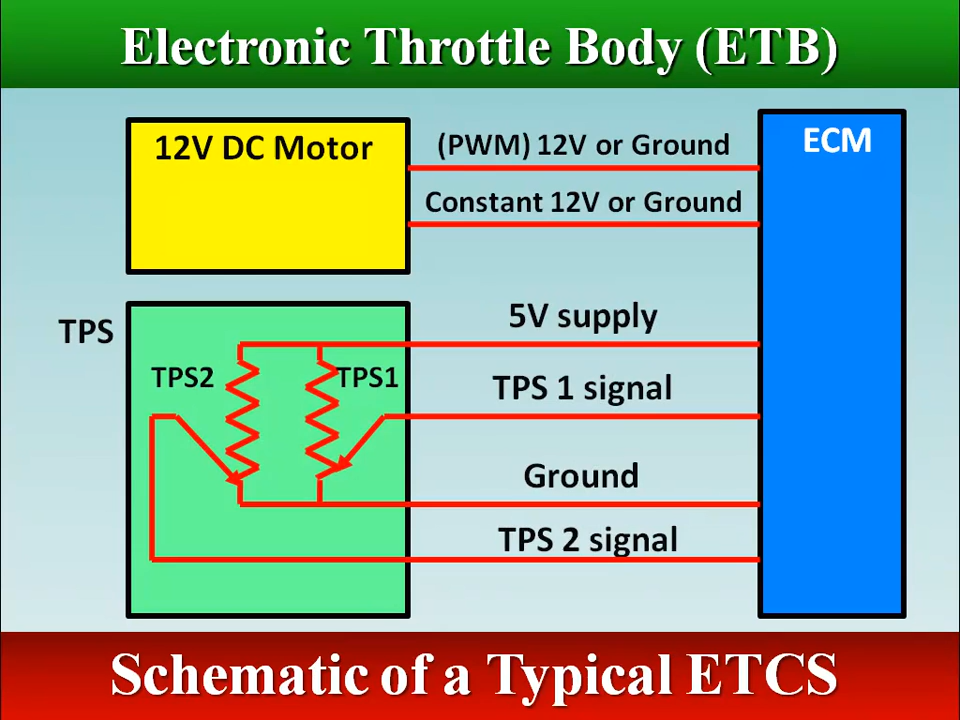 Electronic Throttle Body (ETB)
12V DC Motor
(PWM) 12V or Ground
ECM
Constant 12V or Ground
TPS
5V supply
TPS2
TPS1
TPS 1 signal
Ground
TPS 2 signal
Schematic of a Typical ETCS